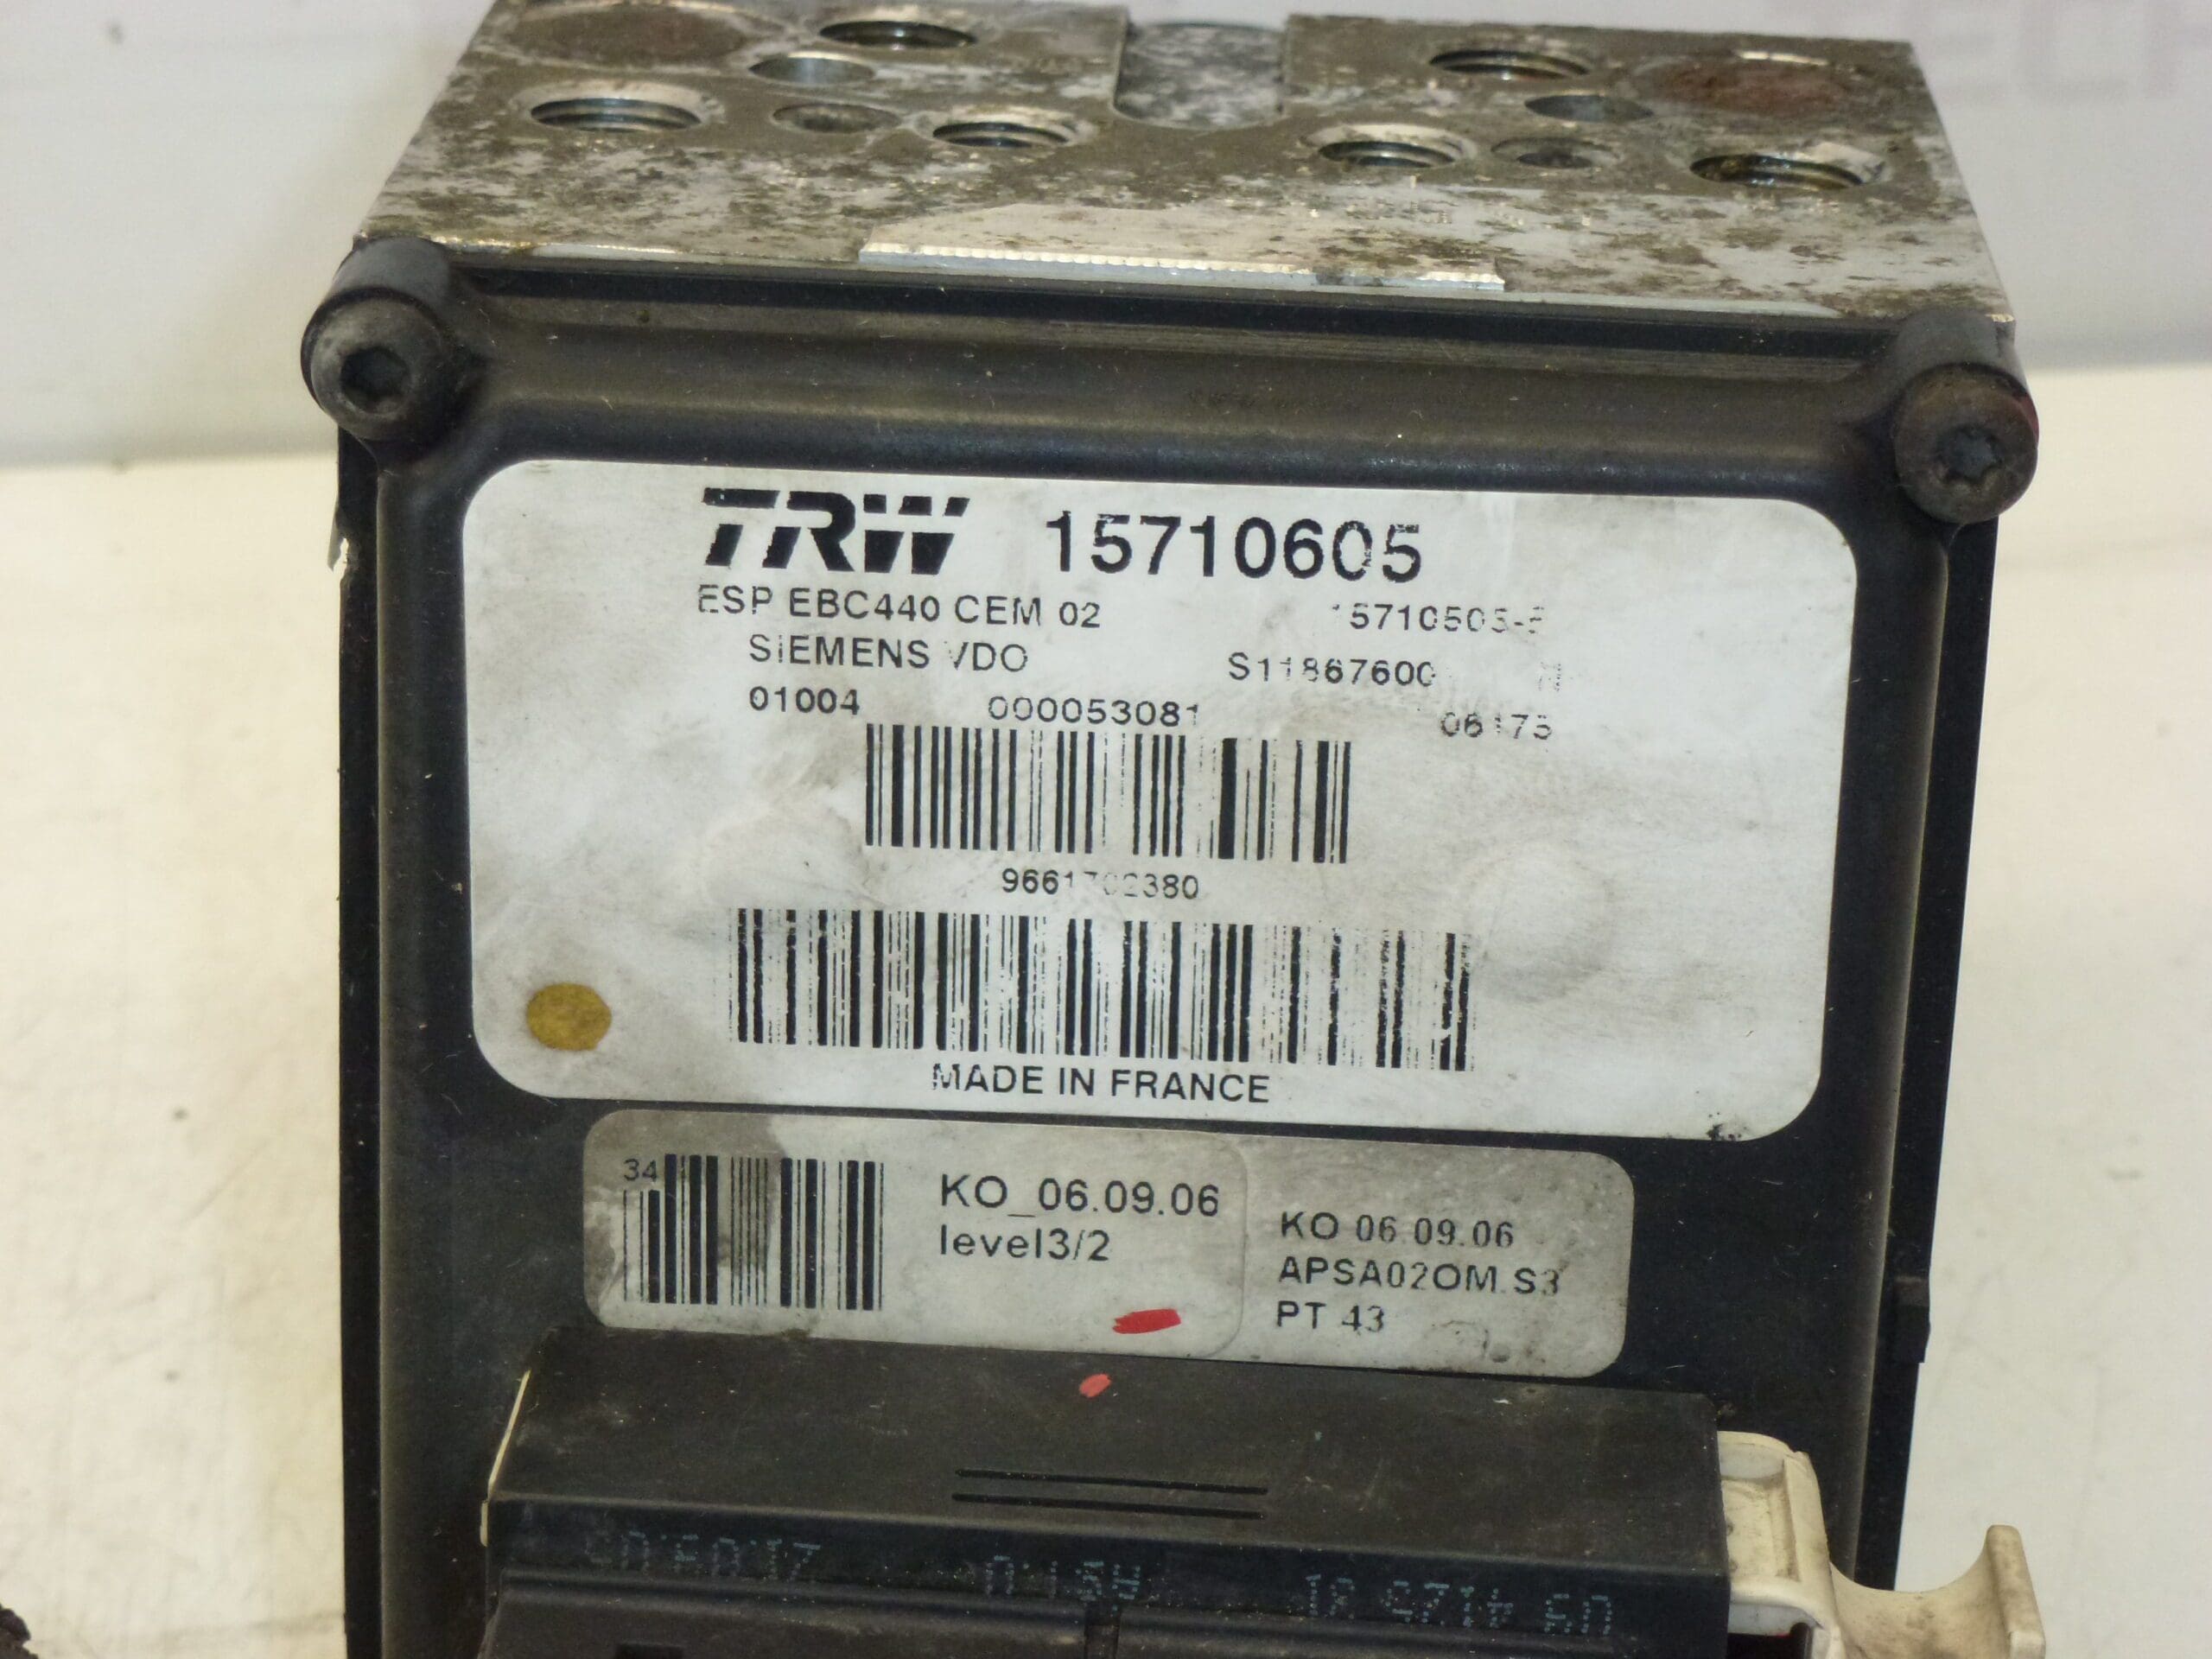 TRW 15710605
ESP EBC440 CEM 02
SIEMENS VDO
01004 000053081
9661702380
MADE IN FRANCE
34
KO_06.09.06
level3/2
KO 06.09.06
APSA02OM.S3
PT 43